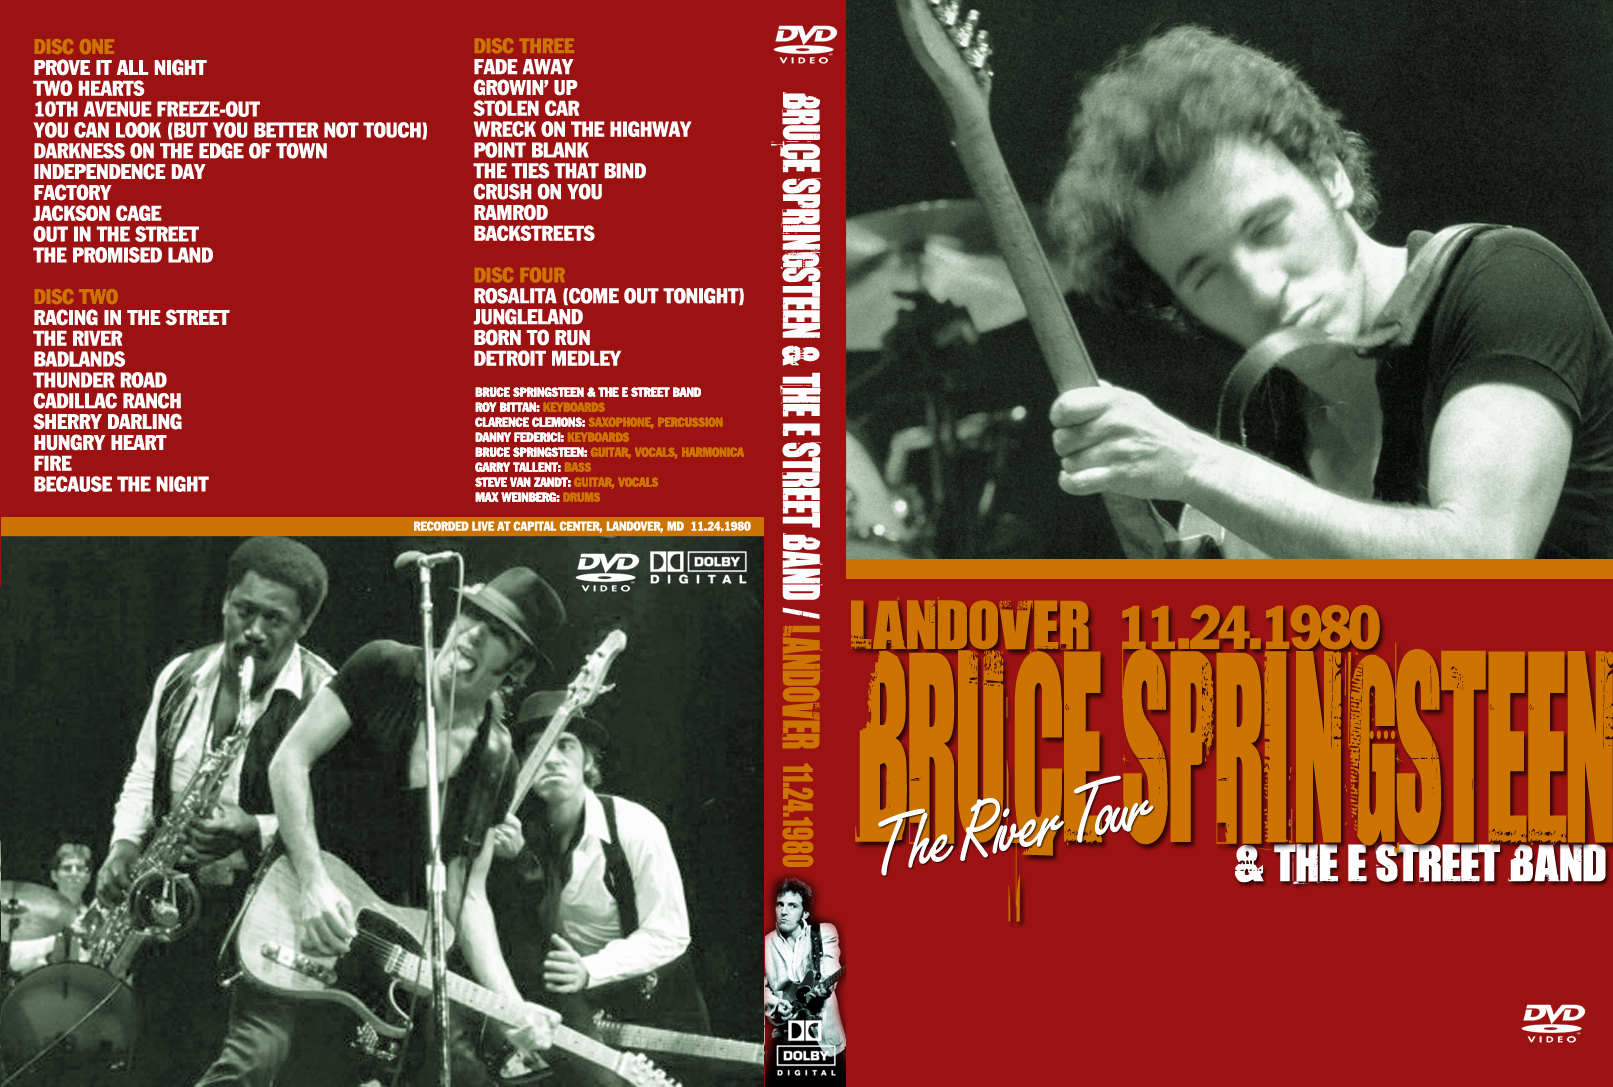 DISC ONE
PROVE IT ALL NIGHT
TWO HEARTS
10TH AVENUE FREEZE-OUT
YOU CAN LOOK (BUT YOU BETTER NOT TOUCH)
DARKNESS ON THE EDGE OF TOWN
INDEPENDENCE DAY
FACTORY
JACKSON CAGE
OUT IN THE STREET
THE PROMISED LAND
DISC TWO
RACING IN THE STREET
THE RIVER
BADLANDS
THUNDER ROAD
CADILLAC RANCH
SHERRY DARLING
HUNGRY HEART
FIRE
BECAUSE THE NIGHT
DISC THREE
FADE AWAY
GROWIN' UP
STOLEN CAR
WRECK ON THE HIGHWAY
POINT BLANK
THE TIES THAT BIND
CRUSH ON YOU
RAMROD
BACKSTREETS
DISC FOUR
ROSALITA (COME OUT TONIGHT)
JUNGLELAND
BORN TO RUN
DETROIT MEDLEY
BRUCE SPRINGSTEEN & THE E STREET BAND
ROY BITTAN: KEYBOARDS
CLARENCE CLEMONS: SAXOPHONE, PERCUSSION
DANNY FEDERICI: KEYBOARDS
BRUCE SPRINGSTEEN: GUITAR, VOCALS, HARMONICA
GARRY TALLENT: BASS
STEVE VAN ZANDT: GUITAR, VOCALS
MAX WEINBERG: DRUMS
RECORDED LIVE AT CAPITAL CENTER, LANDOVER, MD 11.24.1980
DVD
VIDEO
DOLBY
DIGITAL
DVD
VIDEO
BRUCE SPRINGSTEEN & THE E STREET BAND / LANDOVER 11.24.1980
DOLBY
DIGITAL
LANDOVER 11.24.1980
BRUCE SPRINGSTEEN
The River Tour
& THE E STREET BAND
DVD
VIDEO